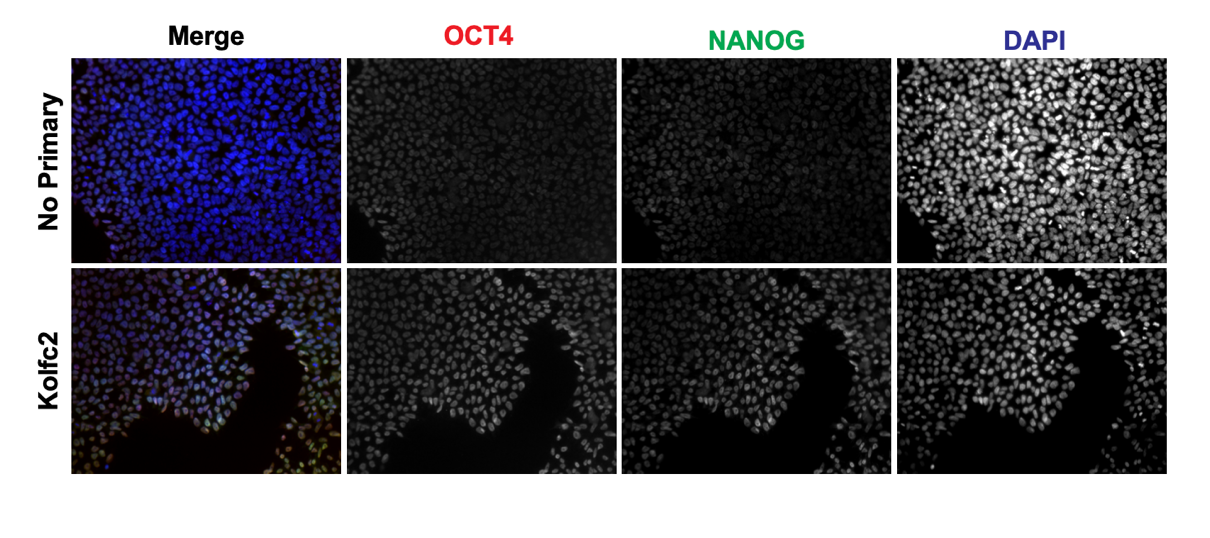 Merge OCT4 NANOG DAPI
No Primary
Kolfc2